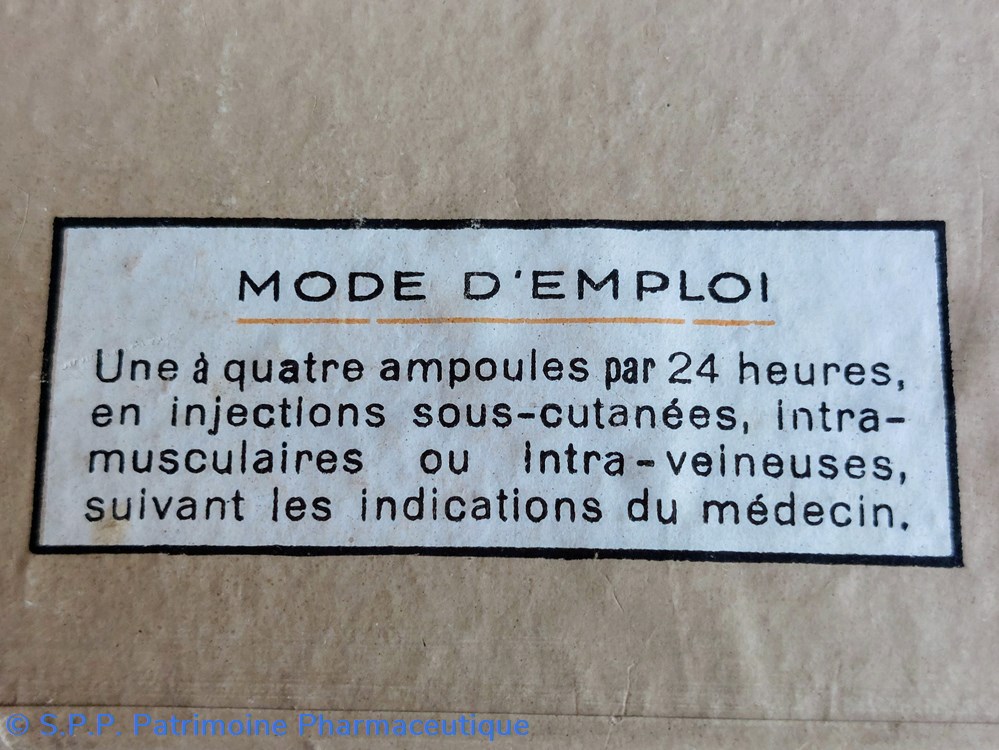 MODE D'EMPLOI
Une à quatre ampoules par 24 heures,
en injections sous-cutanées, intra-
musculaires ou intra-veineuses,
suivant les indications du médecin.
© S.P.P. Patrimoine Pharmaceutique